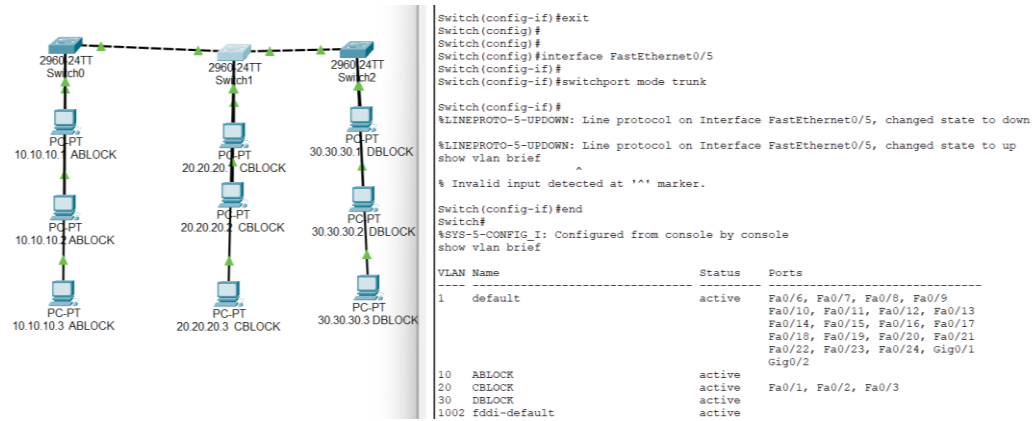 2960-24TT
Switch0
2960-24TT
Switch1
2960-24TT
Switch2
PC-PT
10.10.10.1 ABLOCK
PC-PT
20.20.20.1 CBLOCK
PC-PT
30.30.30.1 DBLOCK
PC-PT
10.10.10.2 ABLOCK
PC-PT
20.20.20.2 CBLOCK
PC-PT
30.30.30.2 DBLOCK
PC-PT
10.10.10.3 ABLOCK
PC-PT
20.20.20.3 CBLOCK
PC-PT
30.30.30.3 DBLOCK
Switch(config-if)#exit
Switch(config)#
Switch(config)#
Switch(config)#interface FastEthernet0/5
Switch(config-if)#
Switch(config-if)#switchport mode trunk
Switch(config-if)#
%LINEPROTO-5-UPDOWN: Line protocol on Interface FastEthernet0/5, changed state to down
%LINEPROTO-5-UPDOWN: Line protocol on Interface FastEthernet0/5, changed state to up
show vlan brief
^
% Invalid input detected at '^' marker.
Switch(config-if)#end
Switch#
%SYS-5-CONFIG_I: Configured from console by console
show vlan brief
VLAN Name Status Ports
---- -------------------------------- --------- -------------------------------
1 default active Fa0/6, Fa0/7, Fa0/8, Fa0/9
Fa0/10, Fa0/11, Fa0/12, Fa0/13
Fa0/14, Fa0/15, Fa0/16, Fa0/17
Fa0/18, Fa0/19, Fa0/20, Fa0/21
Fa0/22, Fa0/23, Fa0/24, Gig0/1
Gig0/2
10 ABLOCK active
20 CBLOCK active Fa0/1, Fa0/2, Fa0/3
30 DBLOCK active
1002 fddi-default active